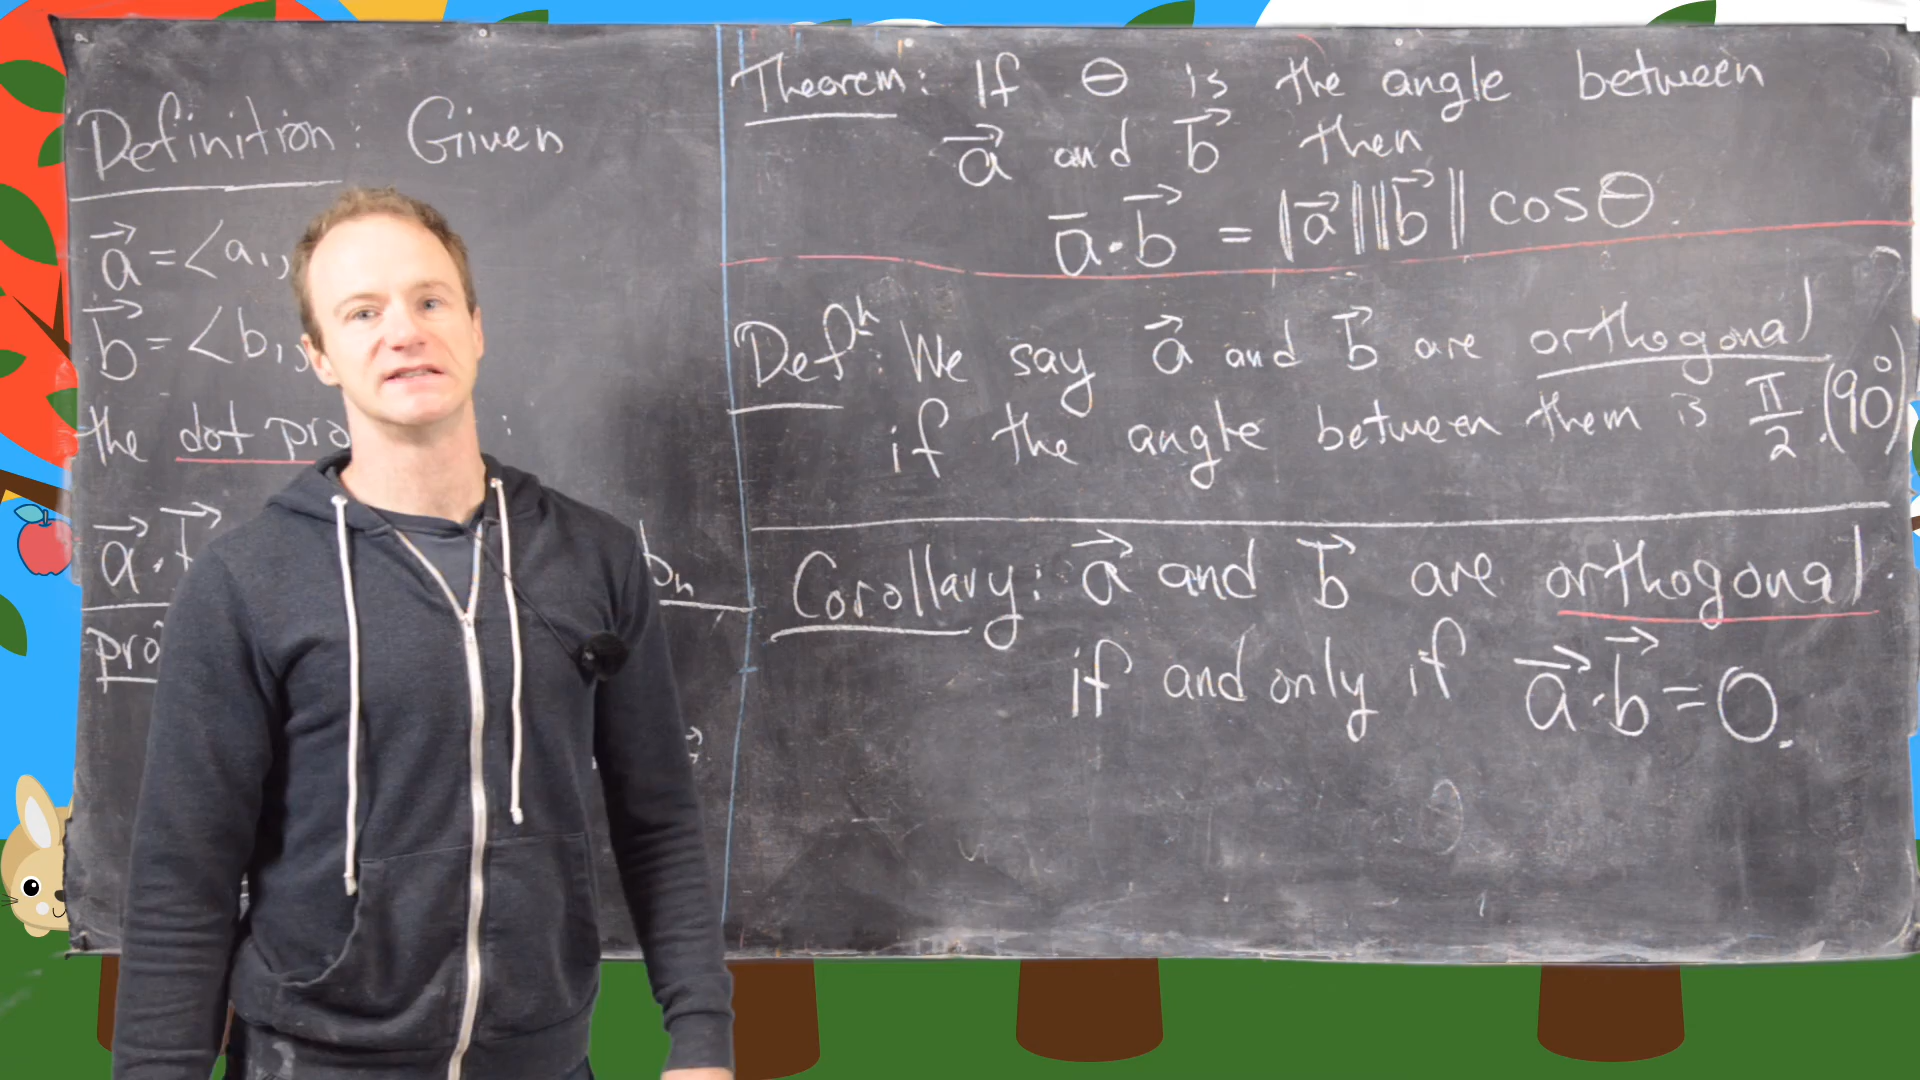 Definition: Given
a⃗ = <a₁,
b⃗ = <b₁,
the dot pro :
a⃗ · bₙ
pro
Theorem: If θ is the angle between
a⃗ and b⃗ then
a⃗·b⃗ = ‖a⃗‖‖b⃗‖ cosθ.
Defⁿ: We say a⃗ and b⃗ are orthogonal
if the angle between them is π/2. (90°)
Corollary: a⃗ and b⃗ are orthogonal.
if and only if a⃗·b⃗ = 0.